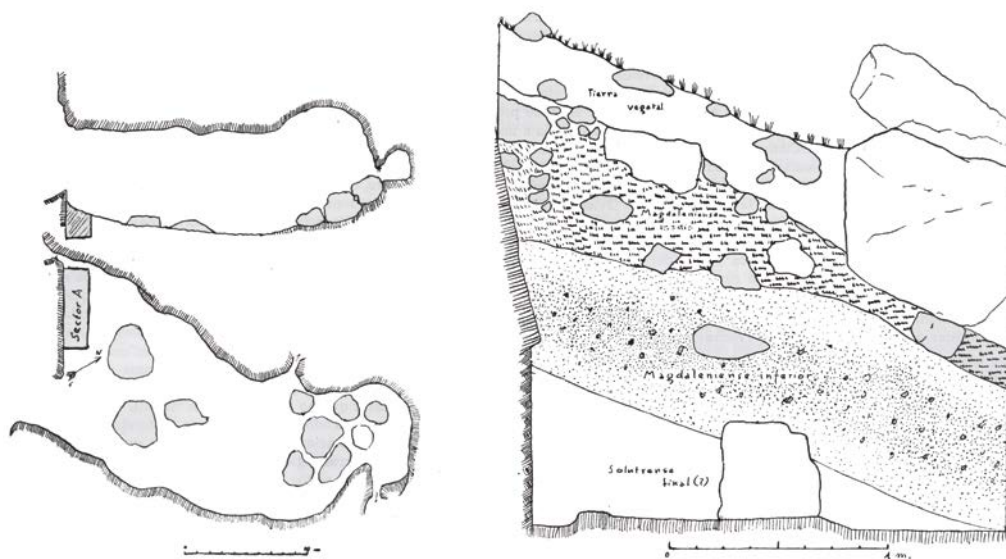 Sector A
Tierra
vegetal
Magdaleniense
Magdaleniense inferior
Solutrense
final (?)
0
1 m.